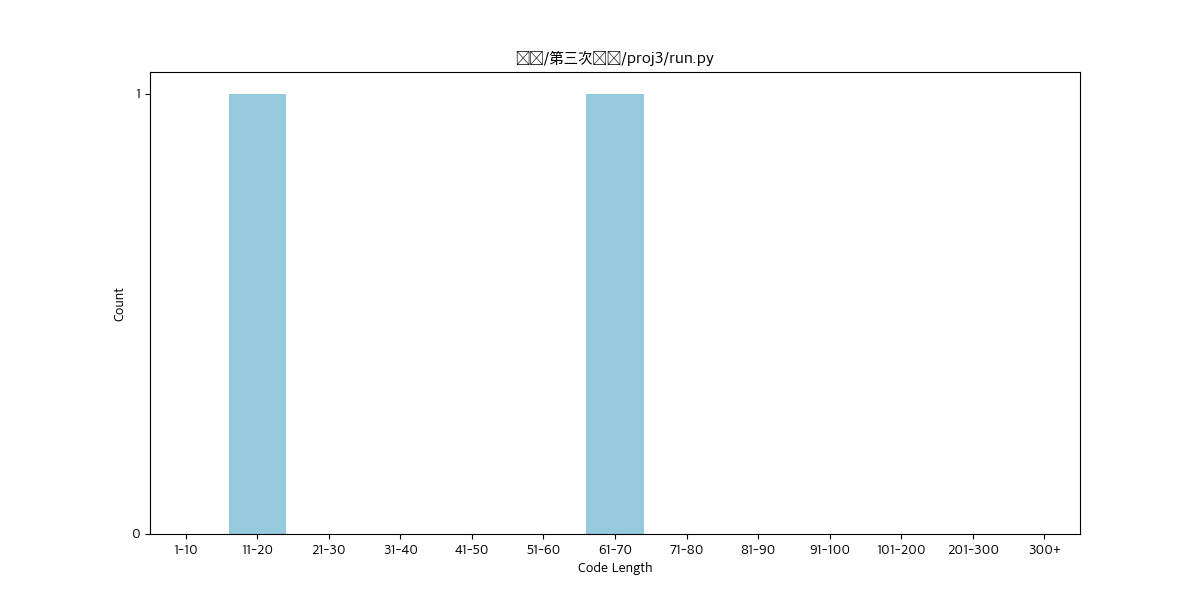 /第三次/proj3/run.py
1
0
Count
1-10 11-20 21-30 31-40 41-50 51-60 61-70 71-80 81-90 91-100 101-200 201-300 300+
Code Length